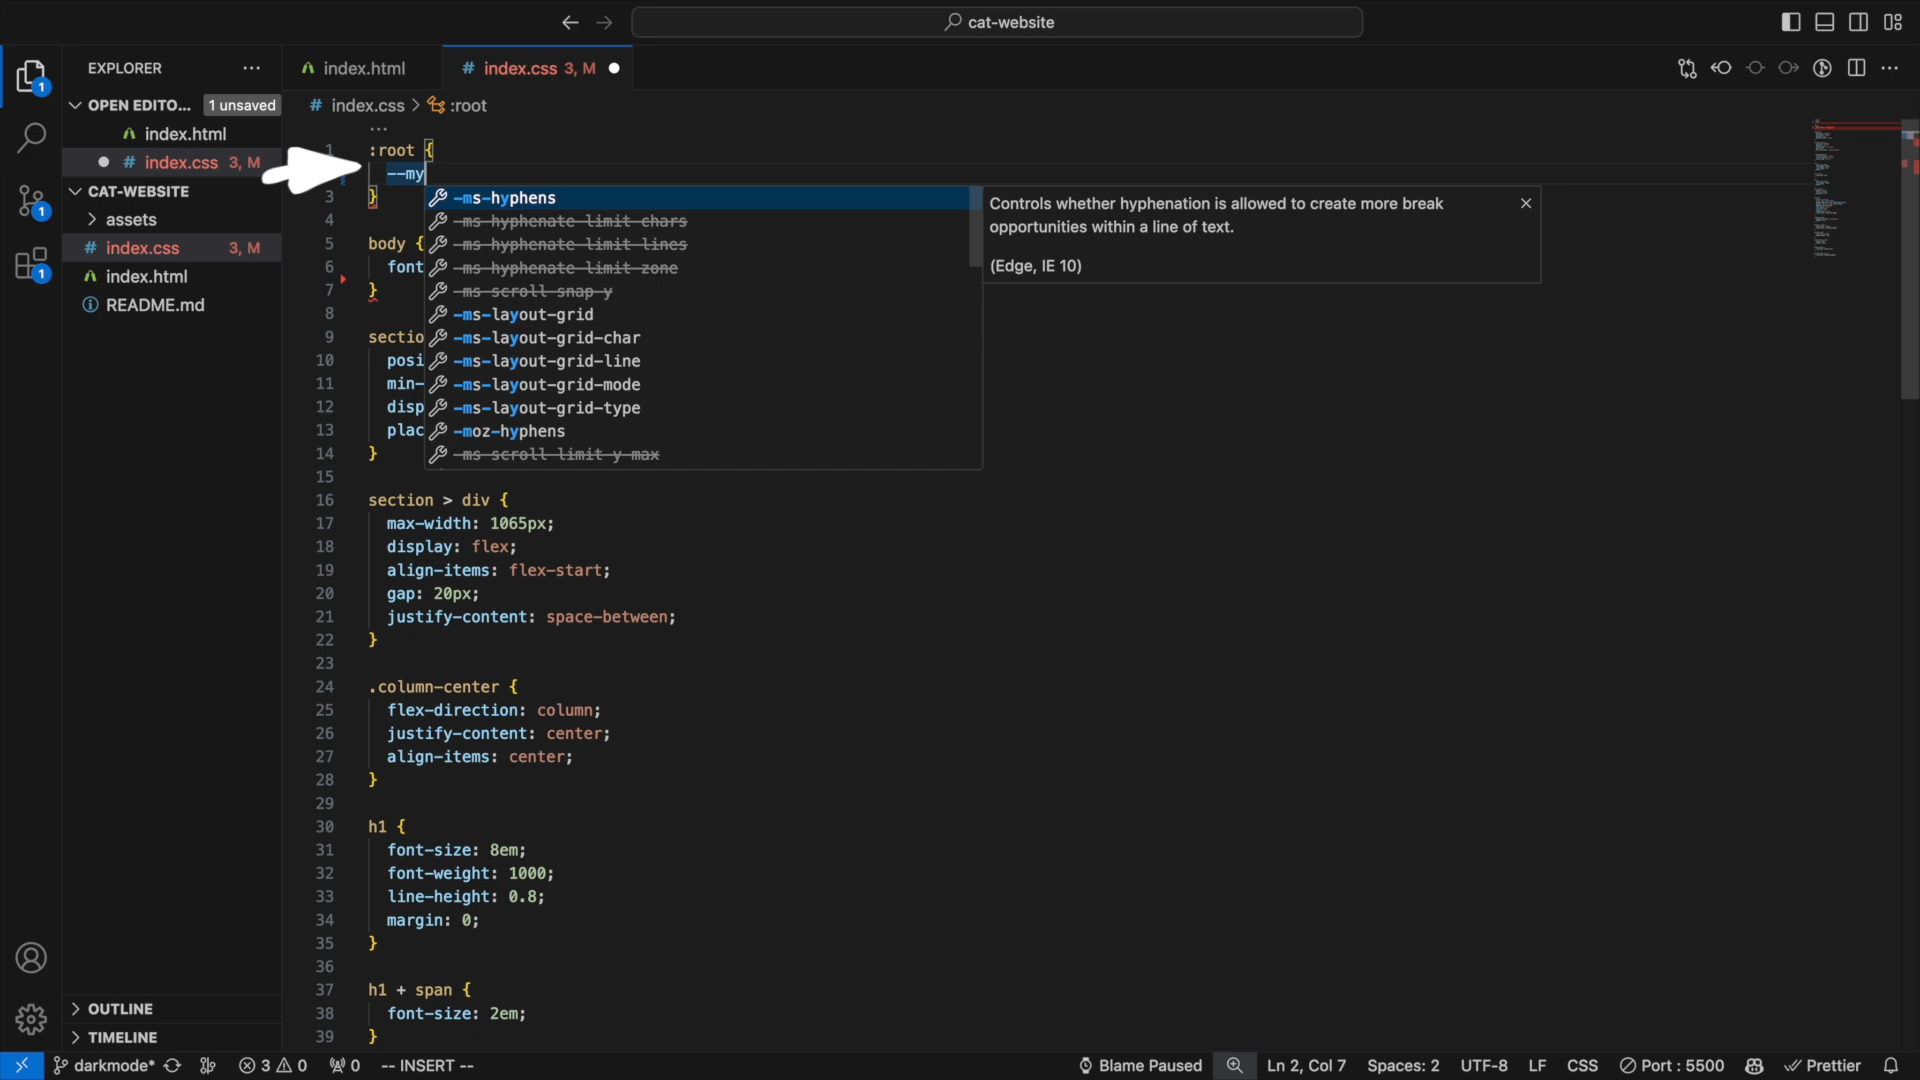 cat-website
EXPLORER
index.html
index.css 3, M
OPEN EDITO... 1 unsaved
index.html
index.css 3, M
CAT-WEBSITE
assets
index.css 3, M
index.html
README.md
OUTLINE
TIMELINE
1
1
1
index.css > :root
...
1 :root {
--my
3 }
4
5 body {
6 font
7 }
8
9 sectio
10 posi
11 min-
12 disp
13 plac
14 }
15
16 section > div {
17 max-width: 1065px;
18 display: flex;
19 align-items: flex-start;
20 gap: 20px;
21 justify-content: space-between;
22 }
23
24 .column-center {
25 flex-direction: column;
26 justify-content: center;
27 align-items: center;
28 }
29
30 h1 {
31 font-size: 8em;
32 font-weight: 1000;
33 line-height: 0.8;
34 margin: 0;
35 }
36
37 h1 + span {
38 font-size: 2em;
39 }
-ms-hyphens
-ms-hyphenate-limit-chars
-ms-hyphenate-limit-lines
-ms-hyphenate-limit-zone
-ms-scroll-snap-y
-ms-layout-grid
-ms-layout-grid-char
-ms-layout-grid-line
-ms-layout-grid-mode
-ms-layout-grid-type
-moz-hyphens
-ms-scroll-limit-y-max
Controls whether hyphenation is allowed to create more break
opportunities within a line of text.
(Edge, IE 10)
darkmode* 3 0 0 -- INSERT -- Blame Paused Ln 2, Col 7 Spaces: 2 UTF-8 LF CSS Port : 5500 Prettier